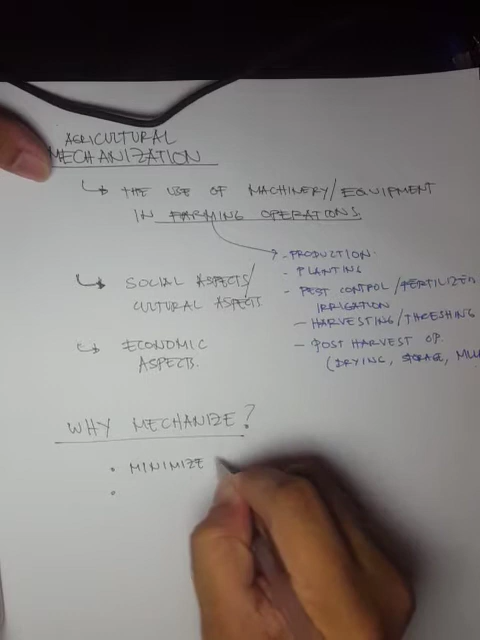 AGRICULTURAL
MECHANIZATION
THE USE OF MACHINERY/EQUIPMENT
IN FARMING OPERATIONS.
- PRODUCTION.
- PLANTING
- PEST CONTROL/FERTILIZER
IRRIGATION
- HARVESTING/THRESHING
- POST HARVEST OP.
(DRYING, STORAGE,
SOCIAL ASPECTS/
CULTURAL ASPECTS
ECONOMIC
ASPECTS.
WHY MECHANIZE?
• MINIMIZE
•